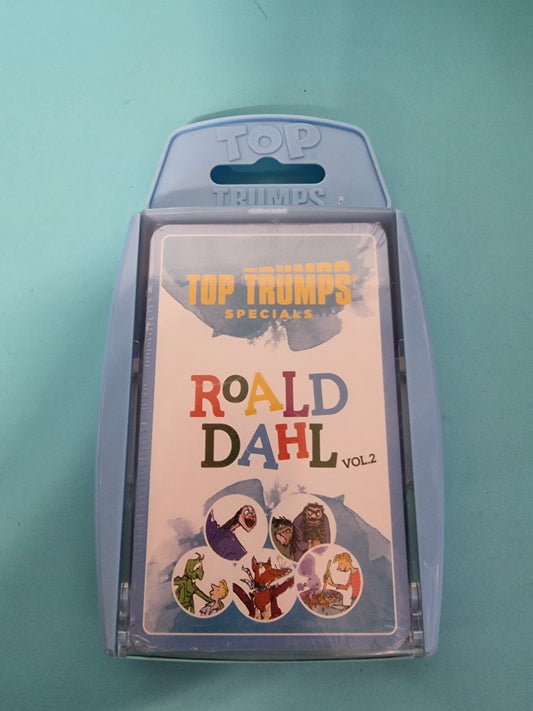 TOP
TRUMPS
TOP TRUMPS
SPECIALS
ROALD
DAHL
VOL.2